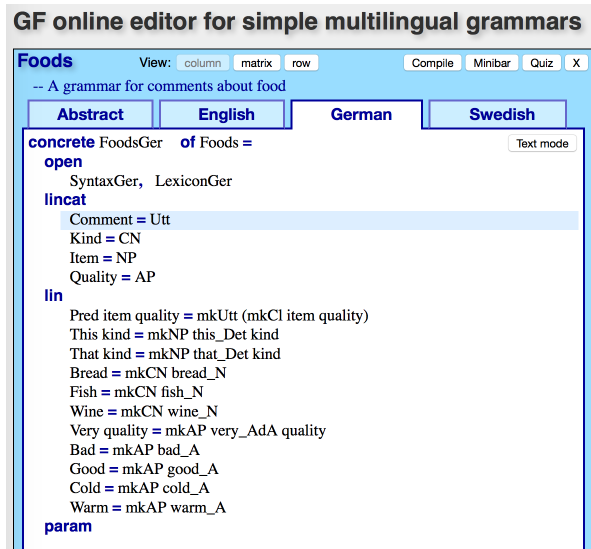 GF online editor for simple multilingual grammars
Foods View: column matrix row Compile Minibar Quiz X
-- A grammar for comments about food
Abstract English German Swedish
concrete FoodsGer of Foods = Text mode
open
SyntaxGer, LexiconGer
lincat
Comment = Utt
Kind = CN
Item = NP
Quality = AP
lin
Pred item quality = mkUtt (mkCl item quality)
This kind = mkNP this_Det kind
That kind = mkNP that_Det kind
Bread = mkCN bread_N
Fish = mkCN fish_N
Wine = mkCN wine_N
Very quality = mkAP very_AdA quality
Bad = mkAP bad_A
Good = mkAP good_A
Cold = mkAP cold_A
Warm = mkAP warm_A
param